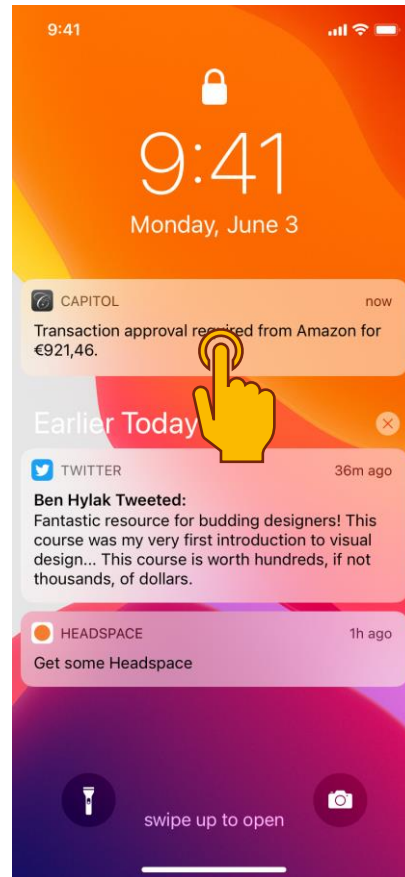 9:41
9:41
Monday, June 3
CAPITOL now
Transaction approval required from Amazon for
€921,46.
Earlier Today
TWITTER 36m ago
Ben Hylak Tweeted:
Fantastic resource for budding designers! This
course was my very first introduction to visual
design... This course is worth hundreds, if not
thousands, of dollars.
HEADSPACE 1h ago
Get some Headspace
swipe up to open